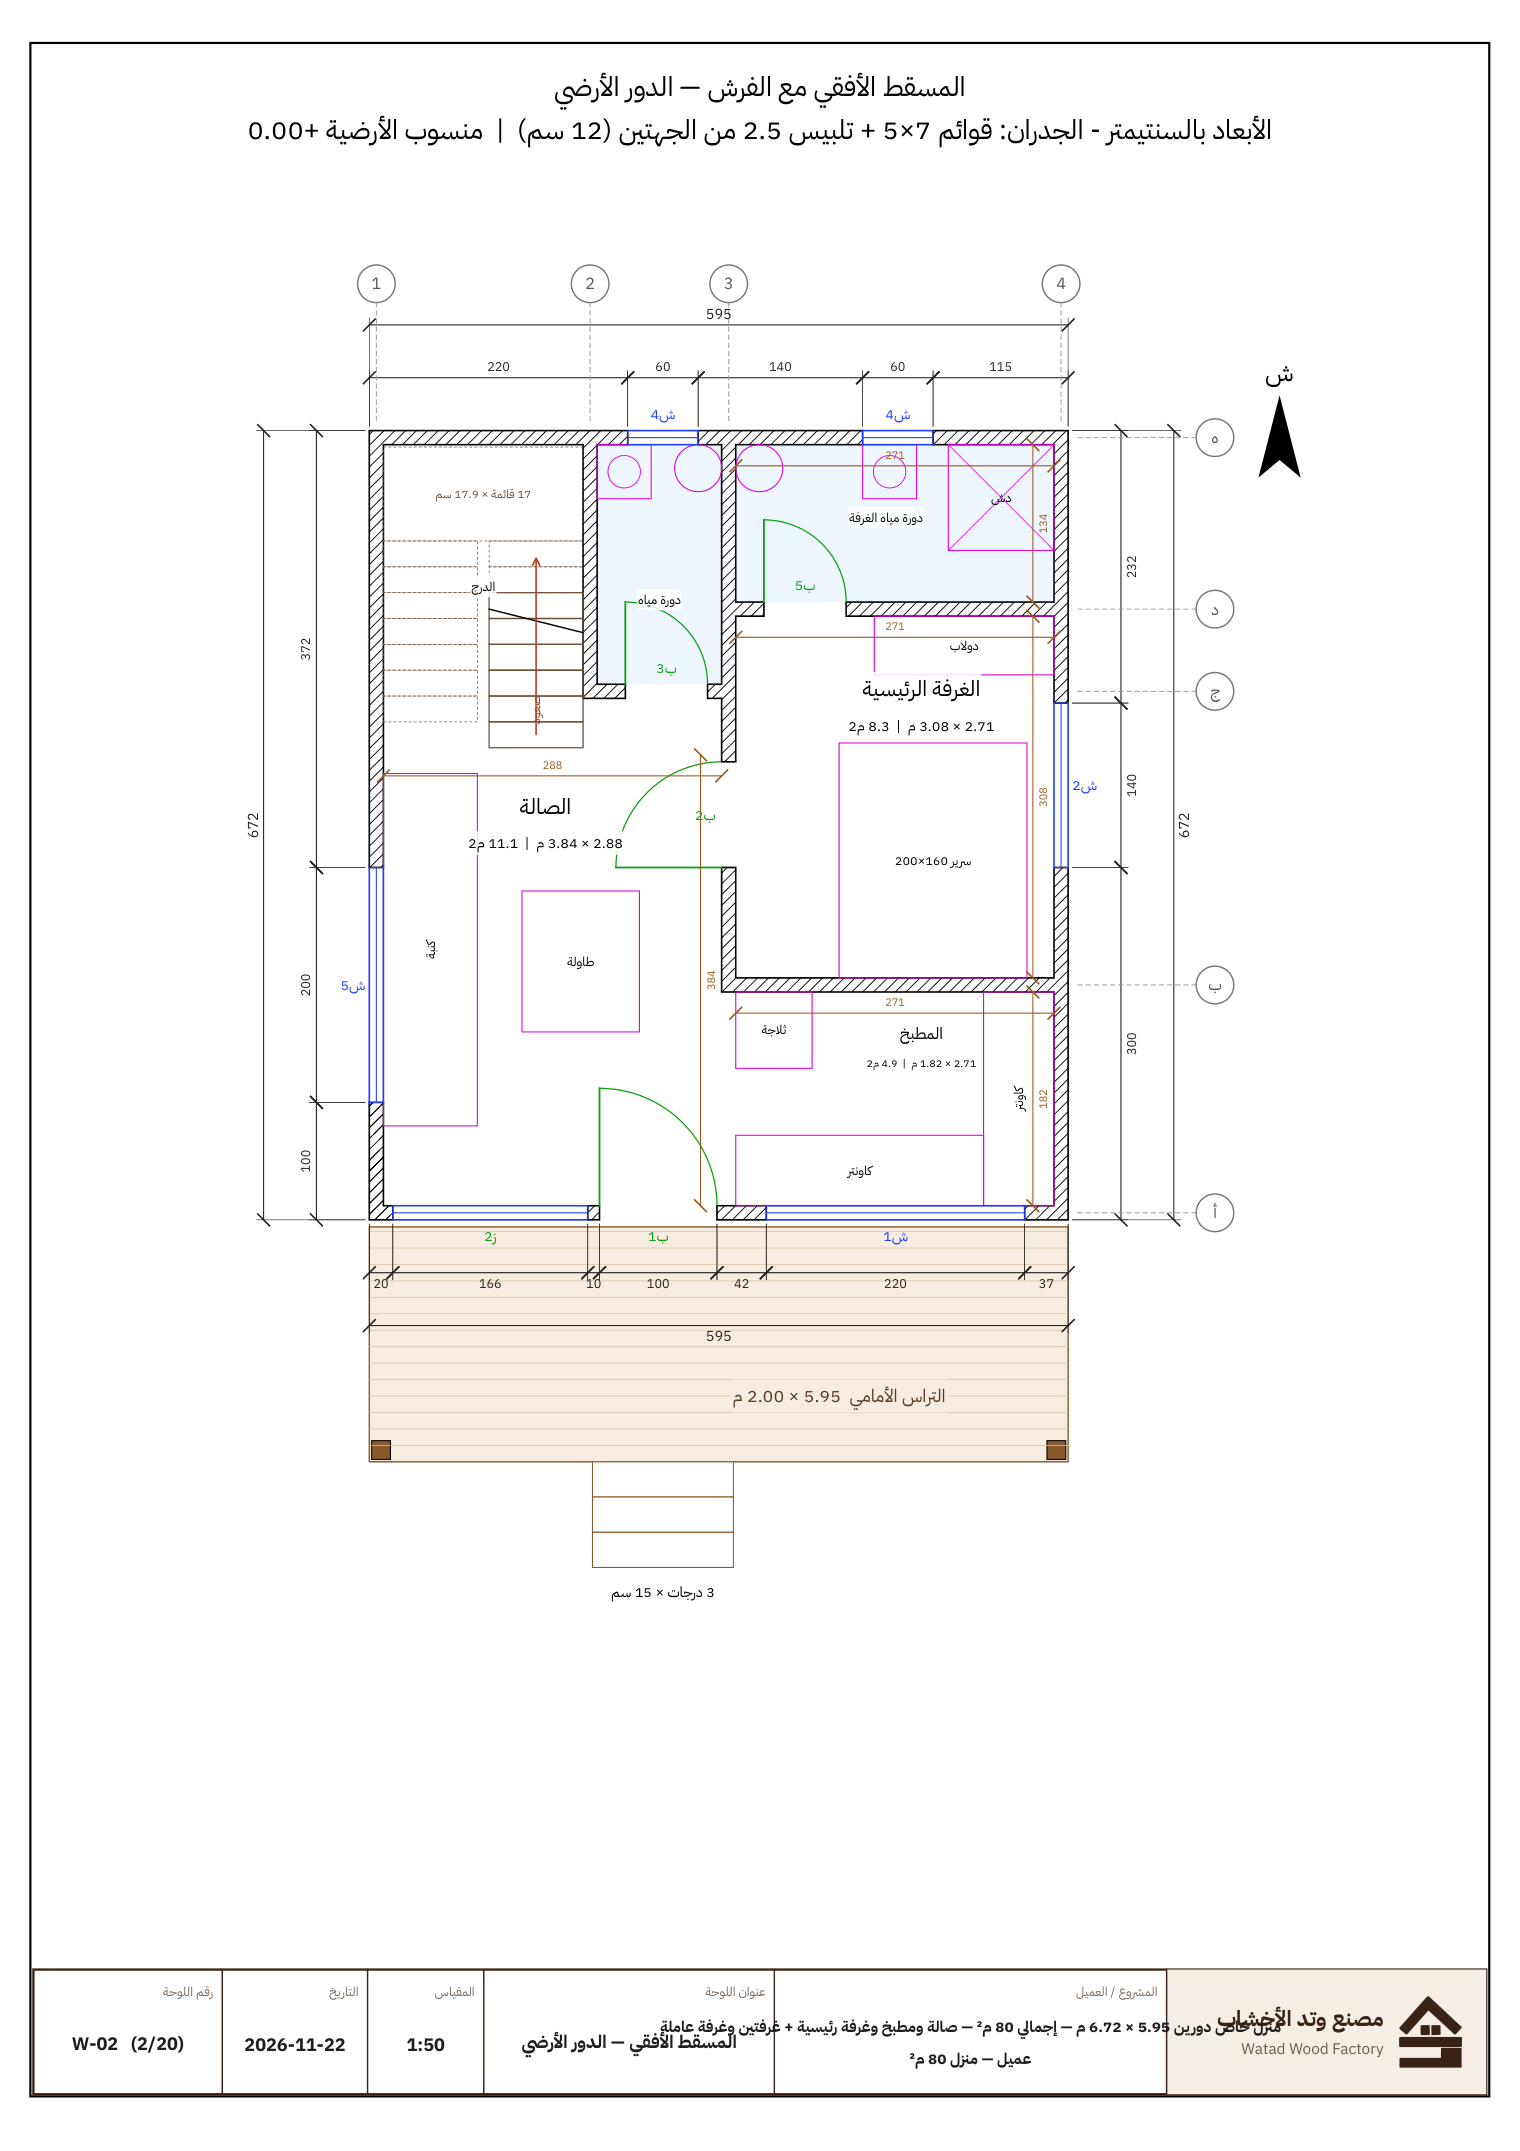 المسقط الأفقي مع الفرش — الدور الأرضي
الأبعاد بالسنتيمتر - الجدران: قوائم 7×5 + تلبيس 2.5 من الجهتين (12 سم) | منسوب الأرضية +0.00
1
2
3
4
595
220
60
140
60
115
ش
ش4
ش4
ه
271
17 قائمة × 17.9 سم
دش
دورة مياه الغرفة
134
232
الدرج
ب5
دورة مياه
د
271
372
دولاب
ب3
الغرفة الرئيسية
ج
صعود
2.71 × 3.08 م | 8.3 م2
288
ش2
140
308
الصالة
ب2
672
672
2.88 × 3.84 م | 11.1 م2
سرير 160×200
كنبة
طاولة
384
ش5
200
ب
271
ثلاجة
المطبخ
300
2.71 × 1.82 م | 4.9 م2
كاونتر
182
100
كاونتر
أ
ز2
ب1
ش1
20
166
10
100
42
220
37
595
التراس الأمامي 5.95 × 2.00 م
3 درجات × 15 سم
مصنع وتد الأخشاب
Watad Wood Factory
المشروع / العميل
منزل خاص دورين 5.95 × 6.72 م — إجمالي 80 م² — صالة ومطبخ وغرفة رئيسية + غرفتين وغرفة عاملة
عميل — منزل 80 م²
عنوان اللوحة
المسقط الأفقي — الدور الأرضي
المقياس
1:50
التاريخ
2026-11-22
رقم اللوحة
W-02 (2/20)